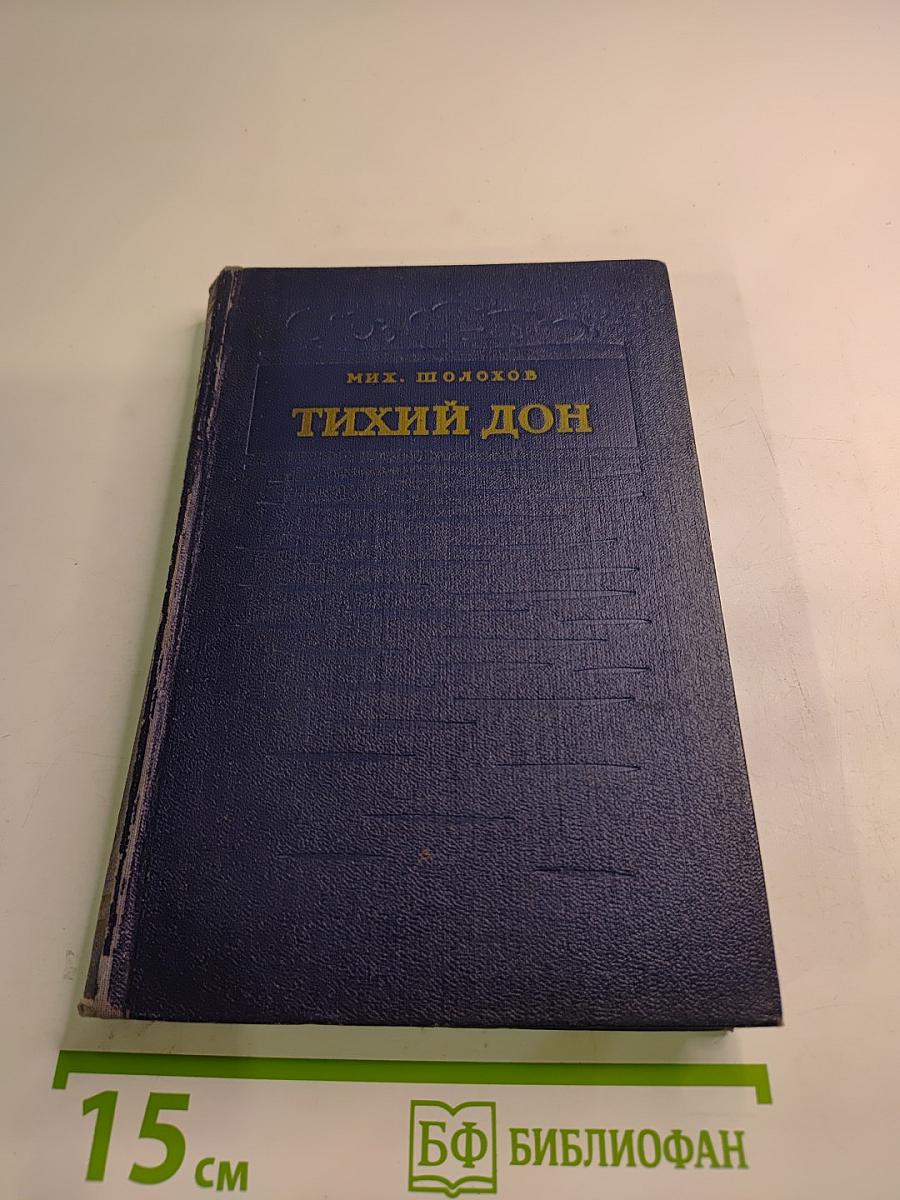 МИХ. ШОЛОХОВ
ТИХИЙ ДОН
15 см
БФ БИБЛИОФАН